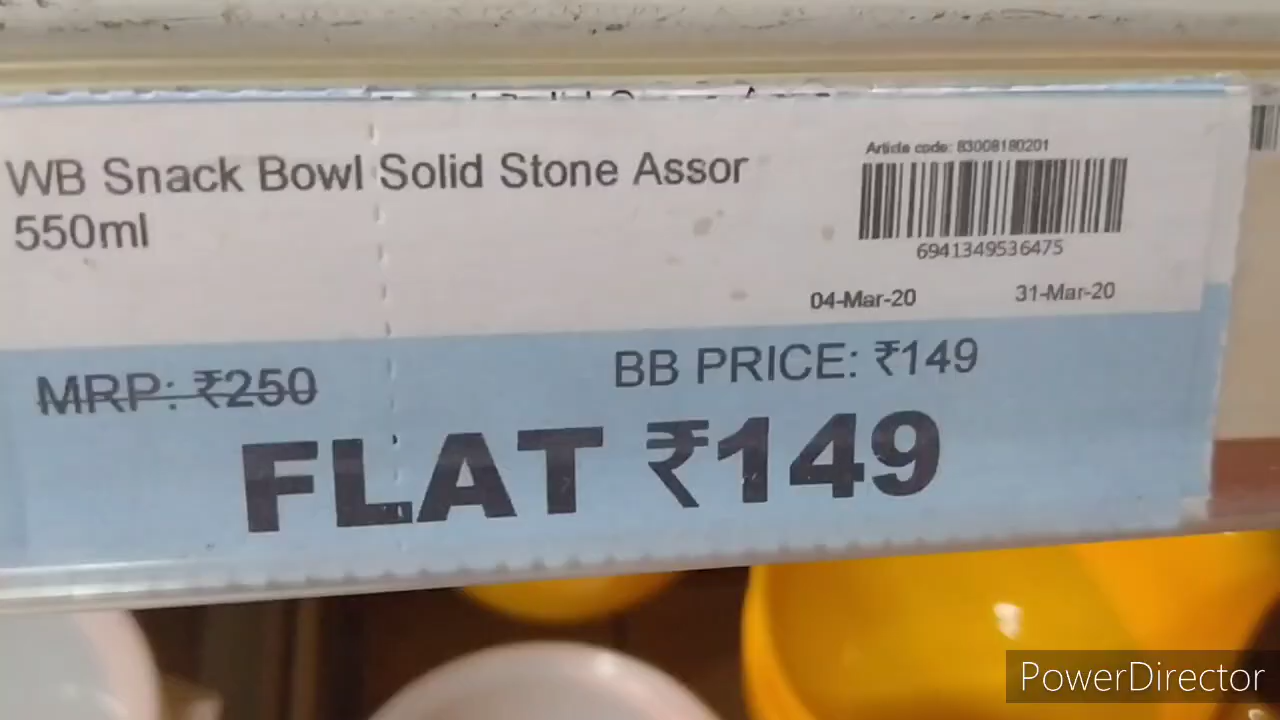 WB Snack Bowl Solid Stone Assor
550ml
Article code: 83008180201
6941349536475
04-Mar-20 31-Mar-20
MRP: ₹250
BB PRICE: ₹149
FLAT ₹149
PowerDirector